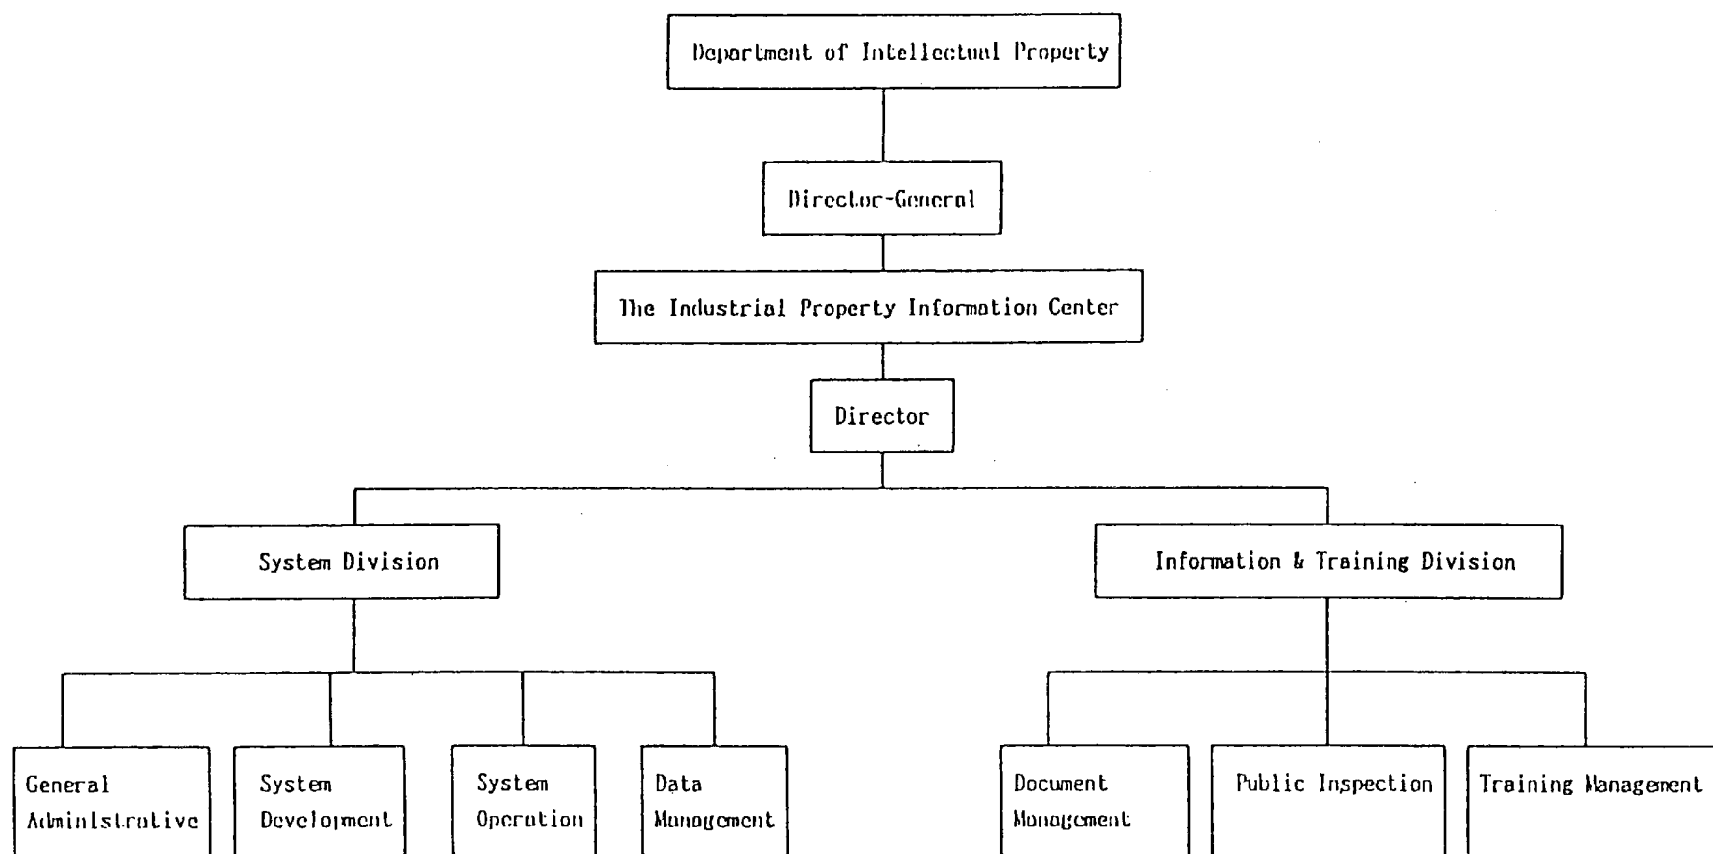 Department of Intellectual Property
Director-General
The Industrial Property Information Center
Director
System Division
Information & Training Division
General
Administrative
System
Development
System
Operation
Data
Management
Document
Management
Public Inspection
Training Management